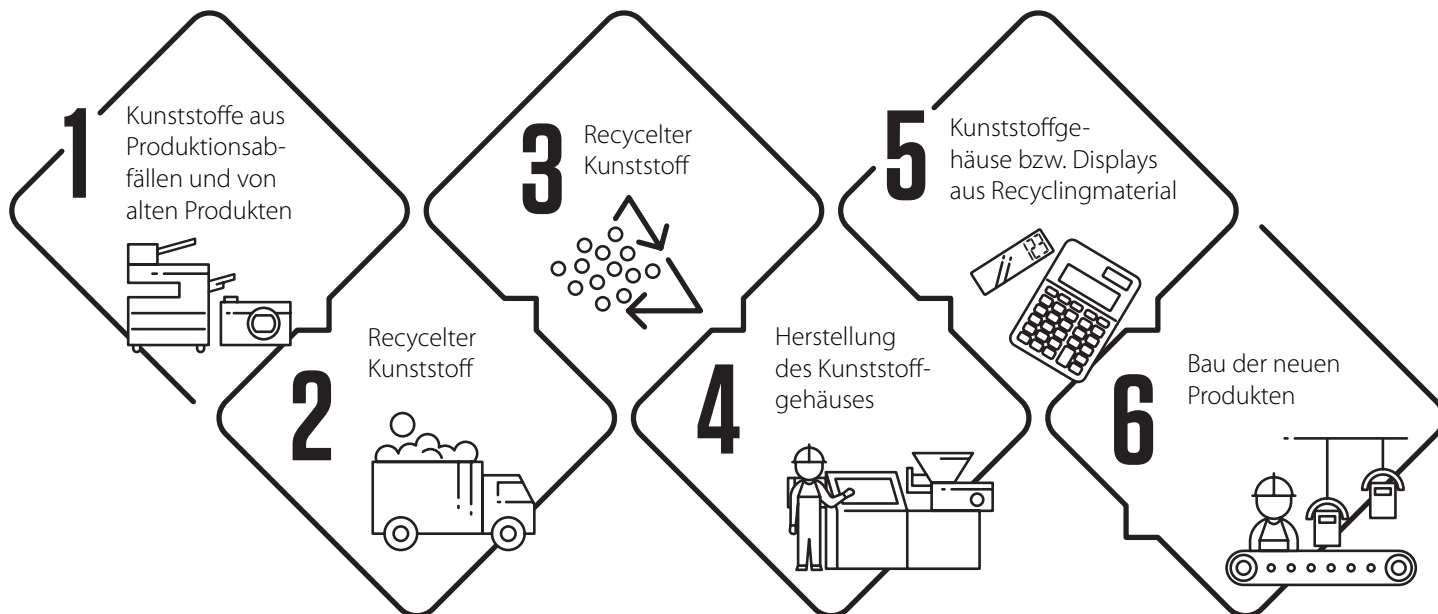 1
Kunststoffe aus
Produktionsab-
fällen und von
alten Produkten
2
Recycelter
Kunststoff
3
Recycelter
Kunststoff
4
Herstellung
des Kunststoff-
gehäuses
5
Kunststoffge-
häuse bzw. Displays
aus Recyclingmaterial
123
6
Bau der neuen
Produkten